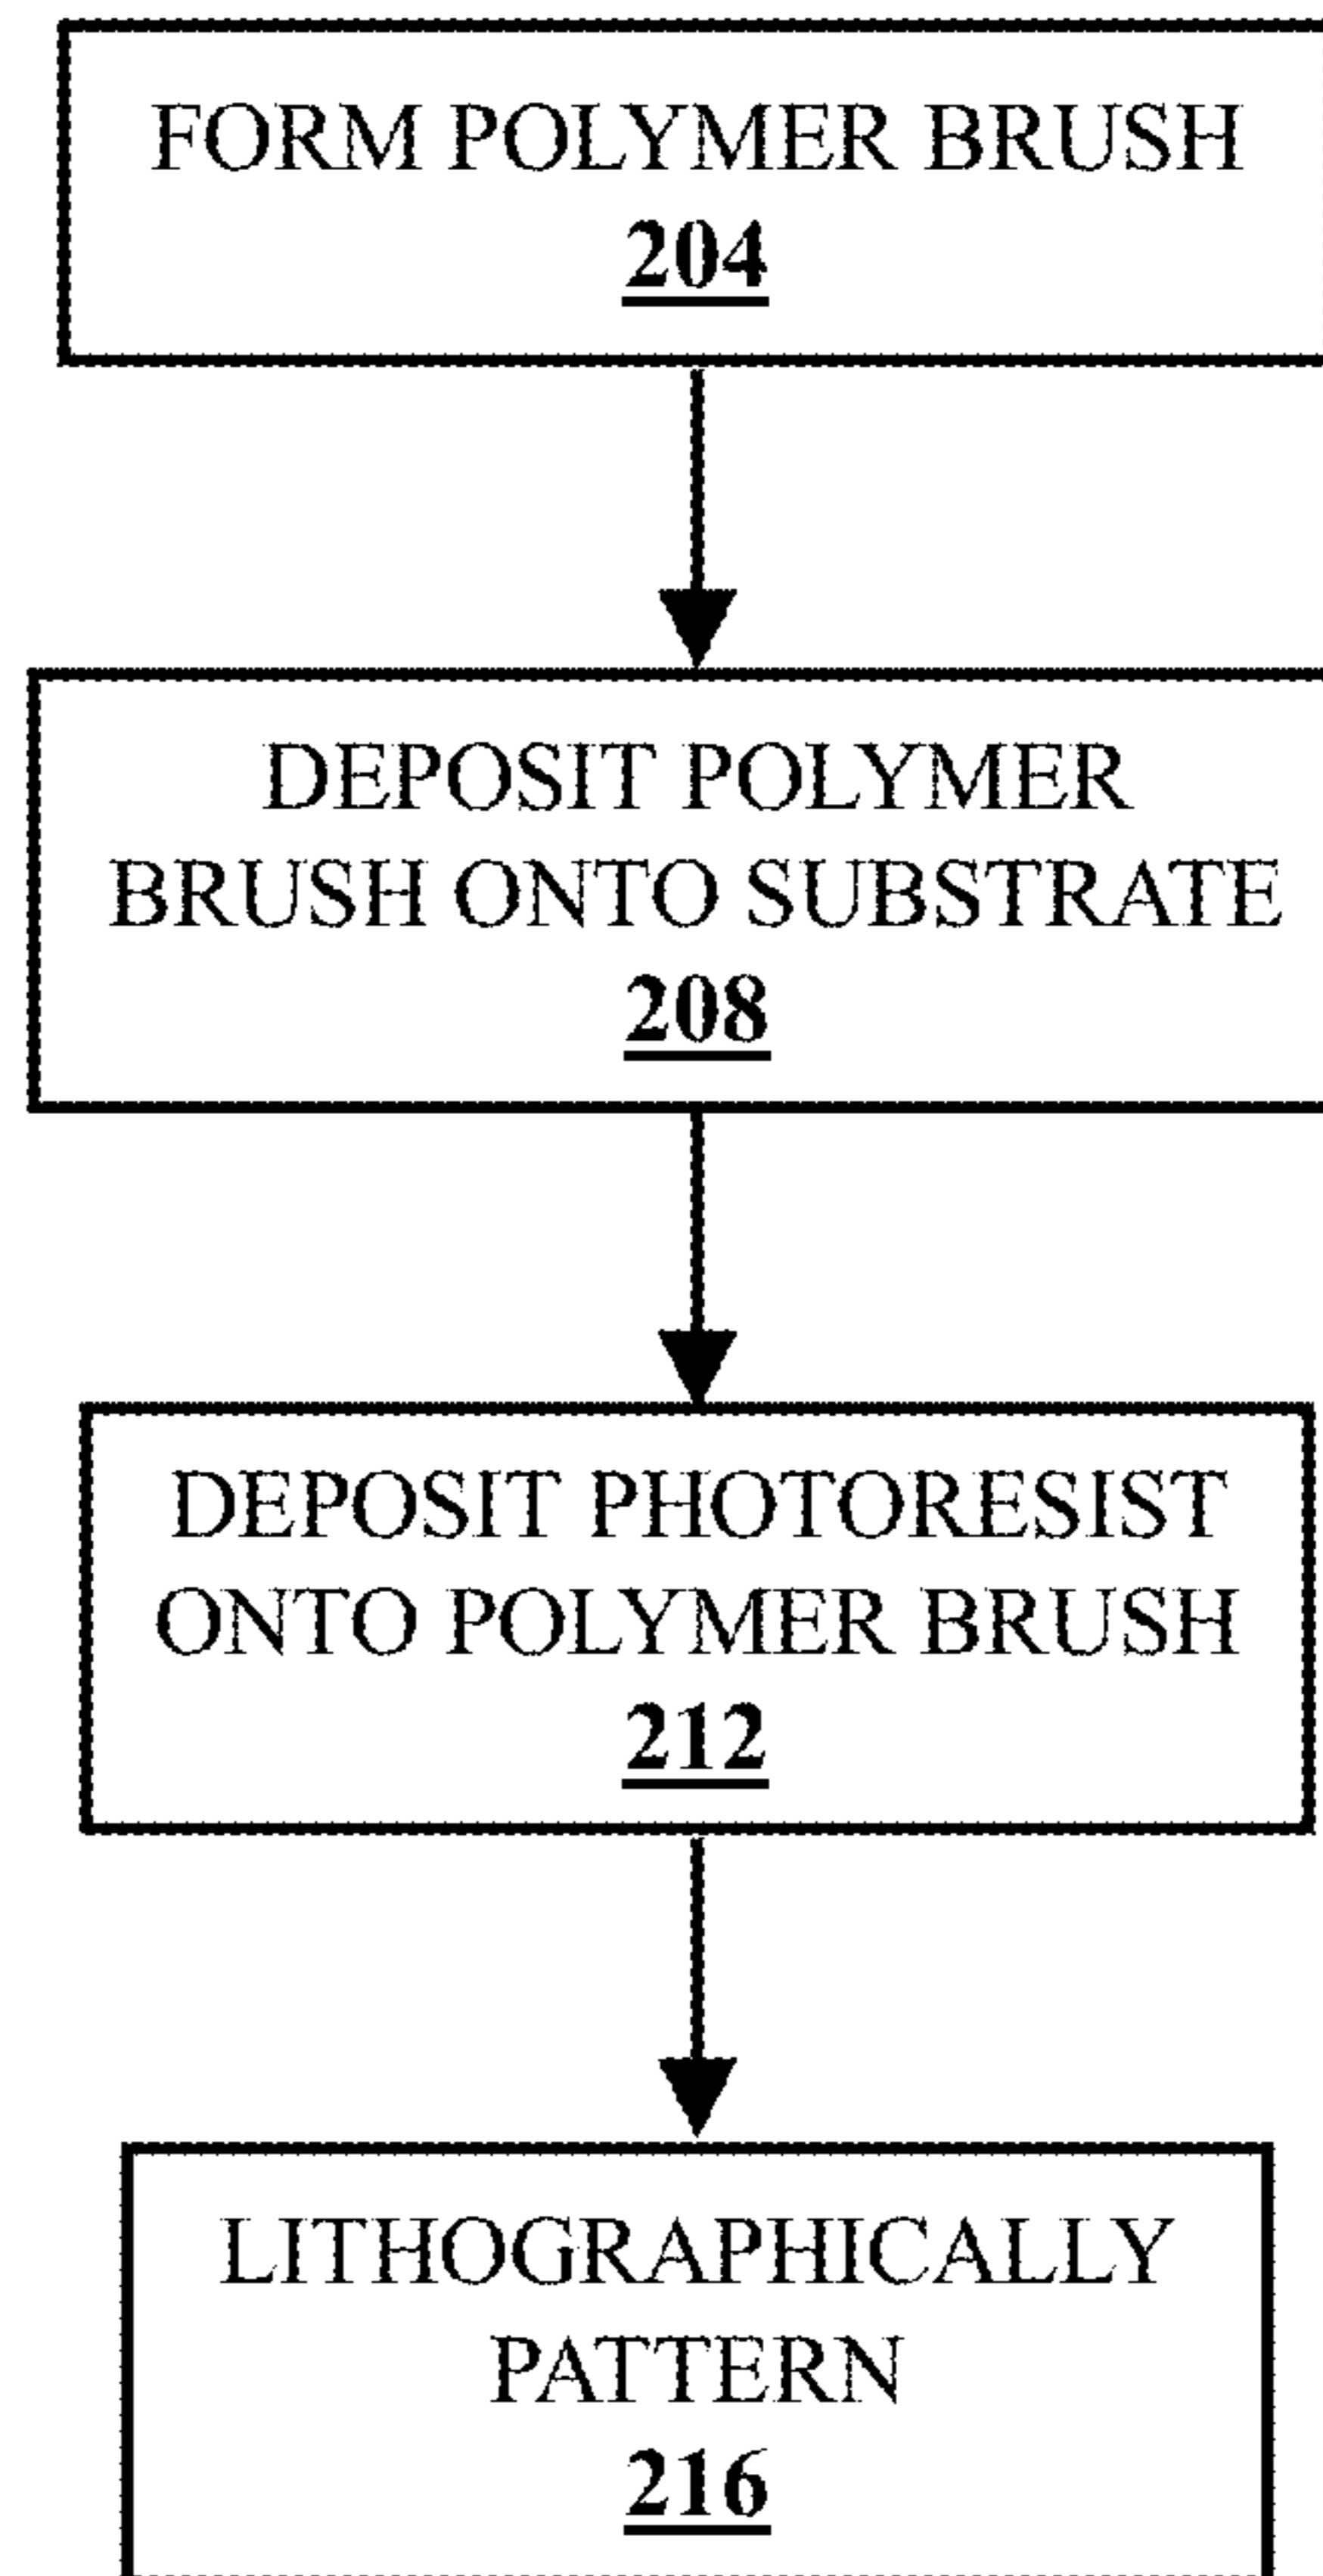 FORM POLYMER BRUSH
204
DEPOSIT POLYMER
BRUSH ONTO SUBSTRATE
208
DEPOSIT PHOTORESIST
ONTO POLYMER BRUSH
212
LITHOGRAPHICALLY
PATTERN
216